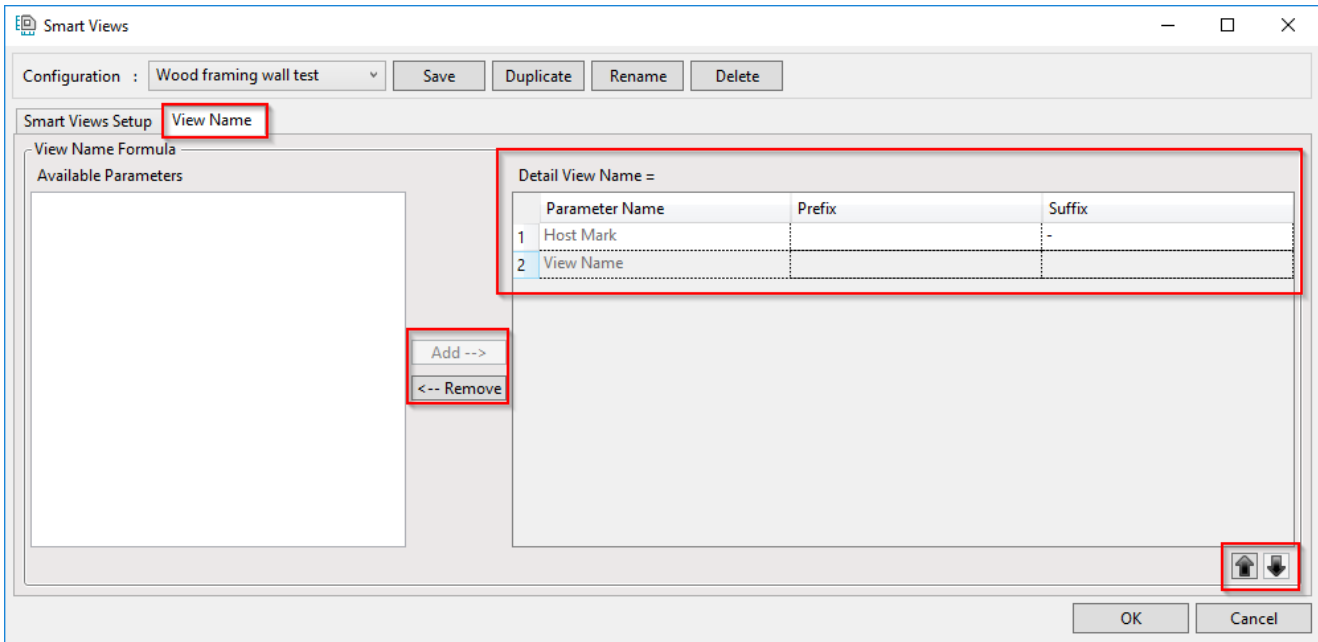 Smart Views
Configuration : Wood framing wall test Save Duplicate Rename Delete
Smart Views Setup View Name
View Name Formula
Available Parameters Detail View Name =
Parameter Name Prefix Suffix
1 Host Mark -
2 View Name
Add -->
<-- Remove
OK Cancel